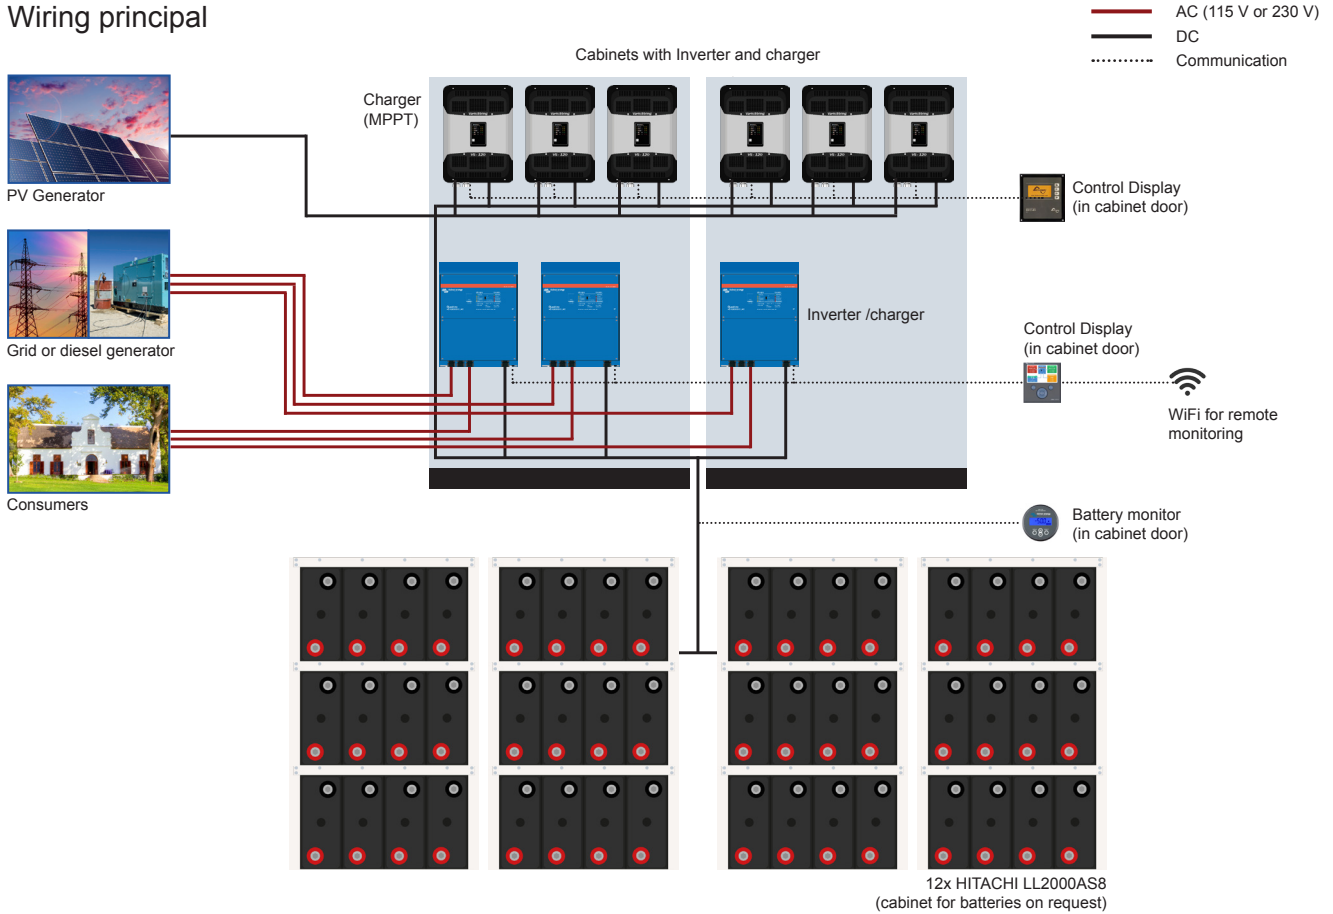 Wiring principal
AC (115 V or 230 V)
DC
Communication
Cabinets with Inverter and charger
Charger
(MPPT)
PV Generator
Control Display
(in cabinet door)
Grid or diesel generator
Inverter /charger
Control Display
(in cabinet door)
WiFi for remote
monitoring
Consumers
Battery monitor
(in cabinet door)
12x HITACHI LL2000AS8
(cabinet for batteries on request)